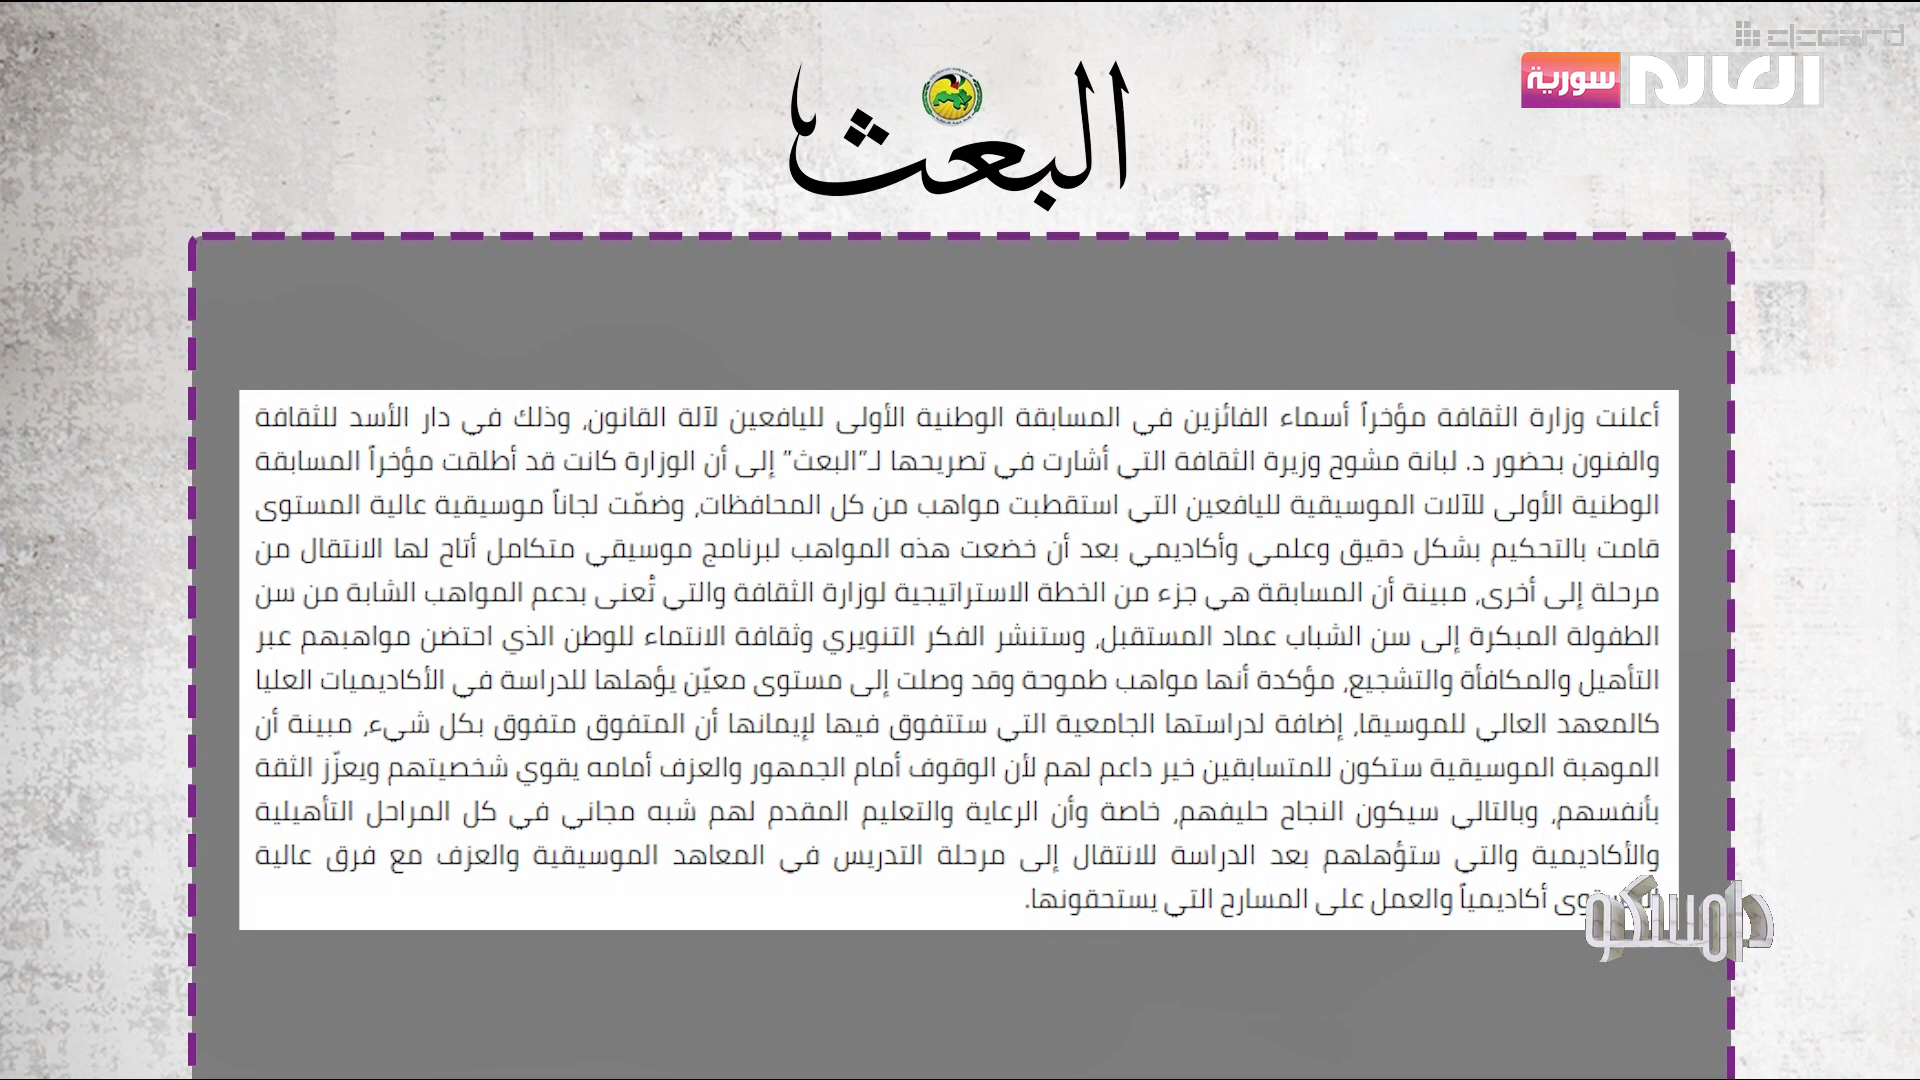 elecard
العالم سورية
البعث
أعلنت وزارة الثقافة مؤخراً أسماء الفائزين في المسابقة الوطنية الأولى لليافعين لآلة القانون، وذلك في دار الأسد للثقافة
والفنون بحضور د. لبانة مشوح وزيرة الثقافة التي أشارت في تصريحها لـ”البعث” إلى أن الوزارة كانت قد أطلقت مؤخراً المسابقة
الوطنية الأولى للآلات الموسيقية لليافعين التي استقطبت مواهب من كل المحافظات، وضمّت لجاناً موسيقية عالية المستوى
قامت بالتحكيم بشكل دقيق وعلمي وأكاديمي بعد أن خضعت هذه المواهب لبرنامج موسيقي متكامل أتاح لها الانتقال من
مرحلة إلى أخرى، مبينة أن المسابقة هي جزء من الخطة الاستراتيجية لوزارة الثقافة والتي تُعنى بدعم المواهب الشابة من سن
الطفولة المبكرة إلى سن الشباب عماد المستقبل، وستنشر الفكر التنويري وثقافة الانتماء للوطن الذي احتضن مواهبهم عبر
التأهيل والمكافأة والتشجيع، مؤكدة أنها مواهب طموحة وقد وصلت إلى مستوى معيّن يؤهلها للدراسة في الأكاديميات العليا
كالمعهد العالي للموسيقا، إضافة لدراستها الجامعية التي ستتفوق فيها لإيمانها أن المتفوق متفوق بكل شيء، مبينة أن
الموهبة الموسيقية ستكون للمتسابقين خير داعم لهم لأن الوقوف أمام الجمهور والعزف أمامه يقوي شخصيتهم ويعزّز الثقة
بأنفسهم، وبالتالي سيكون النجاح حليفهم، خاصة وأن الرعاية والتعليم المقدم لهم شبه مجاني في كل المراحل التأهيلية
والأكاديمية والتي ستؤهلهم بعد الدراسة للانتقال إلى مرحلة التدريس في المعاهد الموسيقية والعزف مع فرق عالية
أكاديمياً والعمل على المسارح التي يستحقونها.
دامسكو